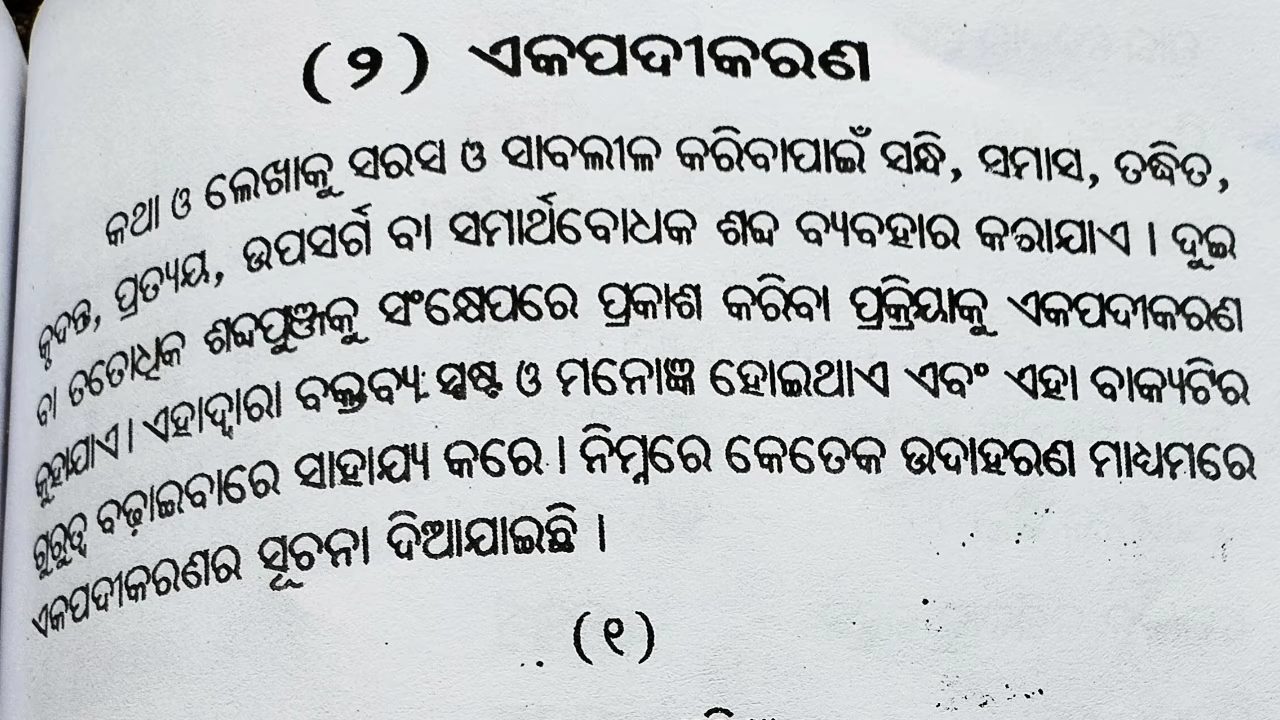 (୨) ଏକପଦୀକରଣ
କଥା ଓ ଲେଖାକୁ ସରସ ଓ ସାବଲୀଳ କରିବାପାଇଁ ସନ୍ଧି, ସମାସ, ତଦ୍ଧିତ,
କୃଦନ୍ତ, ପ୍ରତ୍ୟୟ, ଉପସର୍ଗ ବା ସମାର୍ଥବୋଧକ ଶବ୍ଦ ବ୍ୟବହାର କରାଯାଏ । ଦୁଇ
ବା ତତୋଧିକ ଶବ୍ଦପୁଞ୍ଜକୁ ସଂକ୍ଷେପରେ ପ୍ରକାଶ କରିବା ପ୍ରକ୍ରିୟାକୁ ଏକପଦୀକରଣ
କୁହାଯାଏ । ଏହାଦ୍ୱାରା ବକ୍ତବ୍ୟ ସ୍ପଷ୍ଟ ଓ ମନୋଜ୍ଞ ହୋଇଥାଏ ଏବଂ ଏହା ବାକ୍ୟଟିର
ଗୁରୁତ୍ୱ ବଢ଼ାଇବାରେ ସାହାଯ୍ୟ କରେ । ନିମ୍ନରେ କେତେକ ଉଦାହରଣ ମାଧ୍ୟମରେ
ଏକପଦୀକରଣର ସୂଚନା ଦିଆଯାଇଛି ।
(୧)